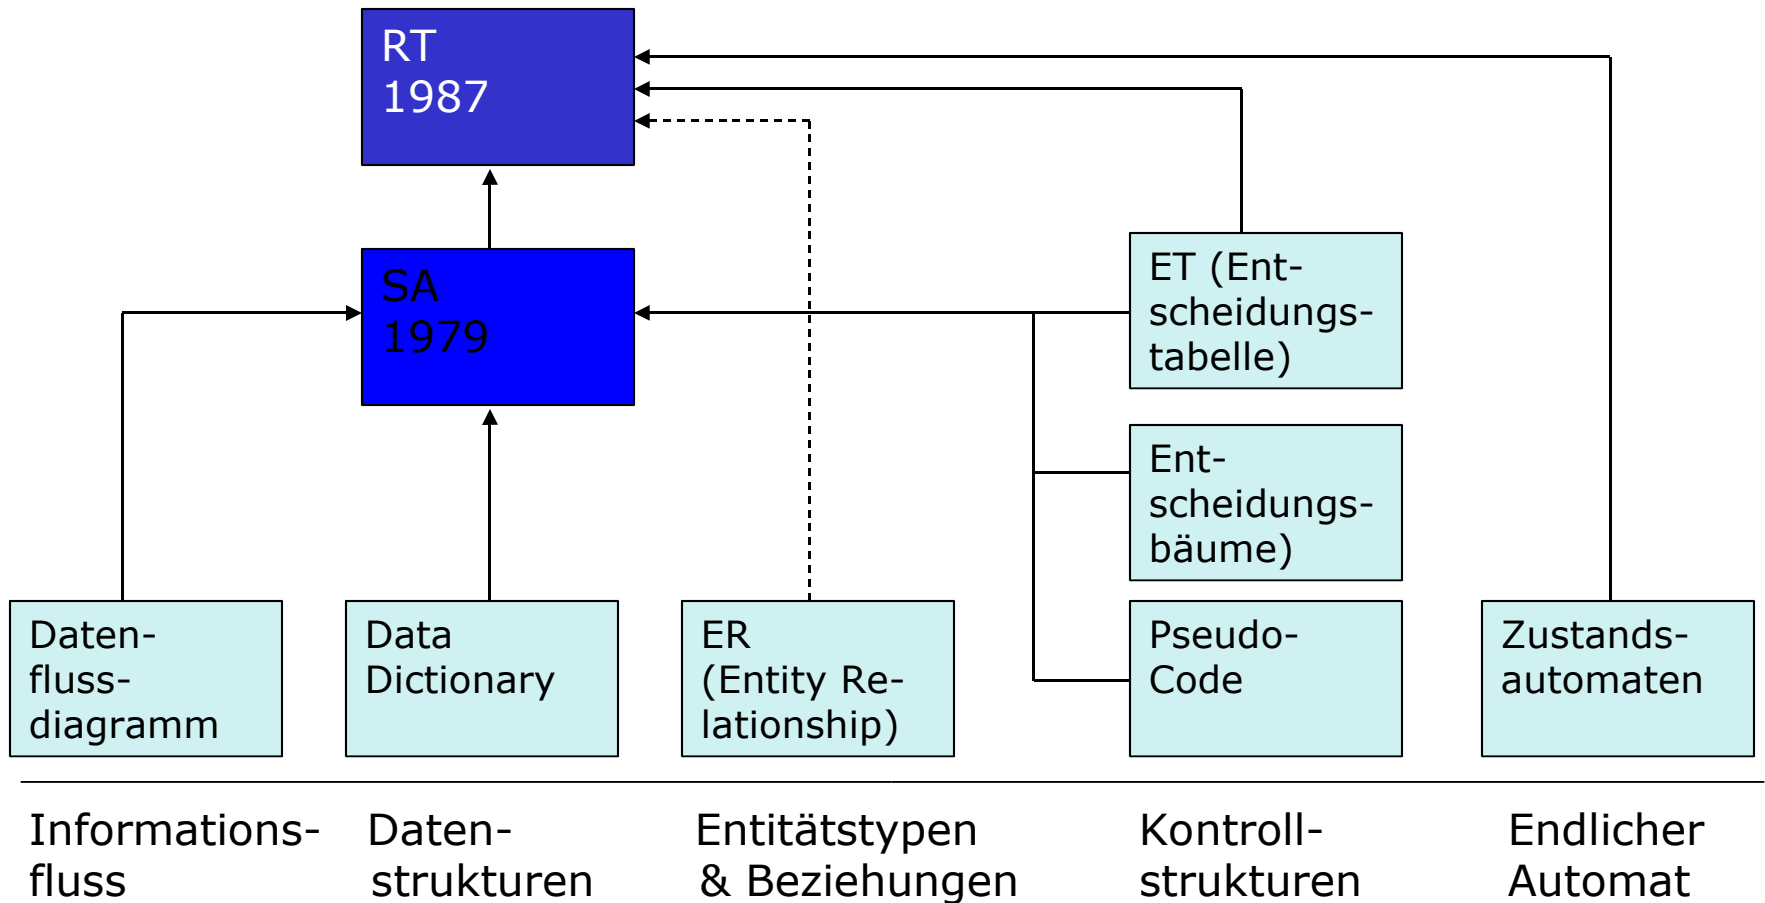 RT
1987
SA
1979
ET (Ent-
scheidungs-
tabelle)
Ent-
scheidungs-
bäume)
Daten-
fluss-
diagramm
Data
Dictionary
ER
(Entity Re-
lationship)
Pseudo-
Code
Zustands-
automaten
Informations-
fluss
Daten-
strukturen
Entitätstypen
& Beziehungen
Kontroll-
strukturen
Endlicher
Automat